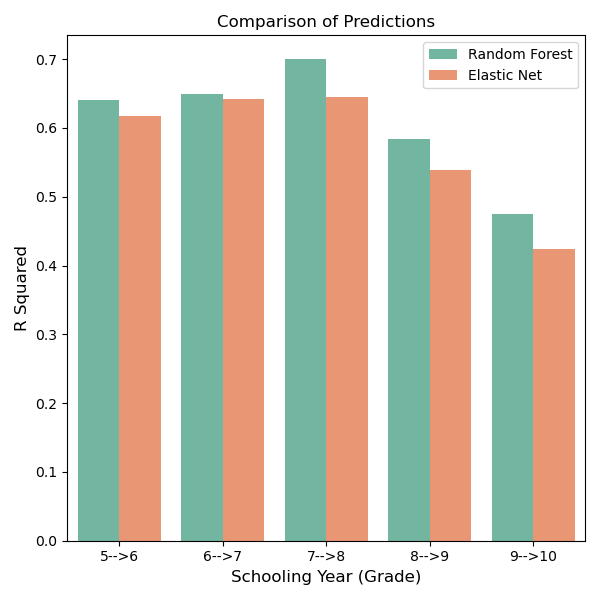 Comparison of Predictions
Random Forest
Elastic Net
R Squared
0.7
0.6
0.5
0.4
0.3
0.2
0.1
0.0
5-->6 6-->7 7-->8 8-->9 9-->10
Schooling Year (Grade)